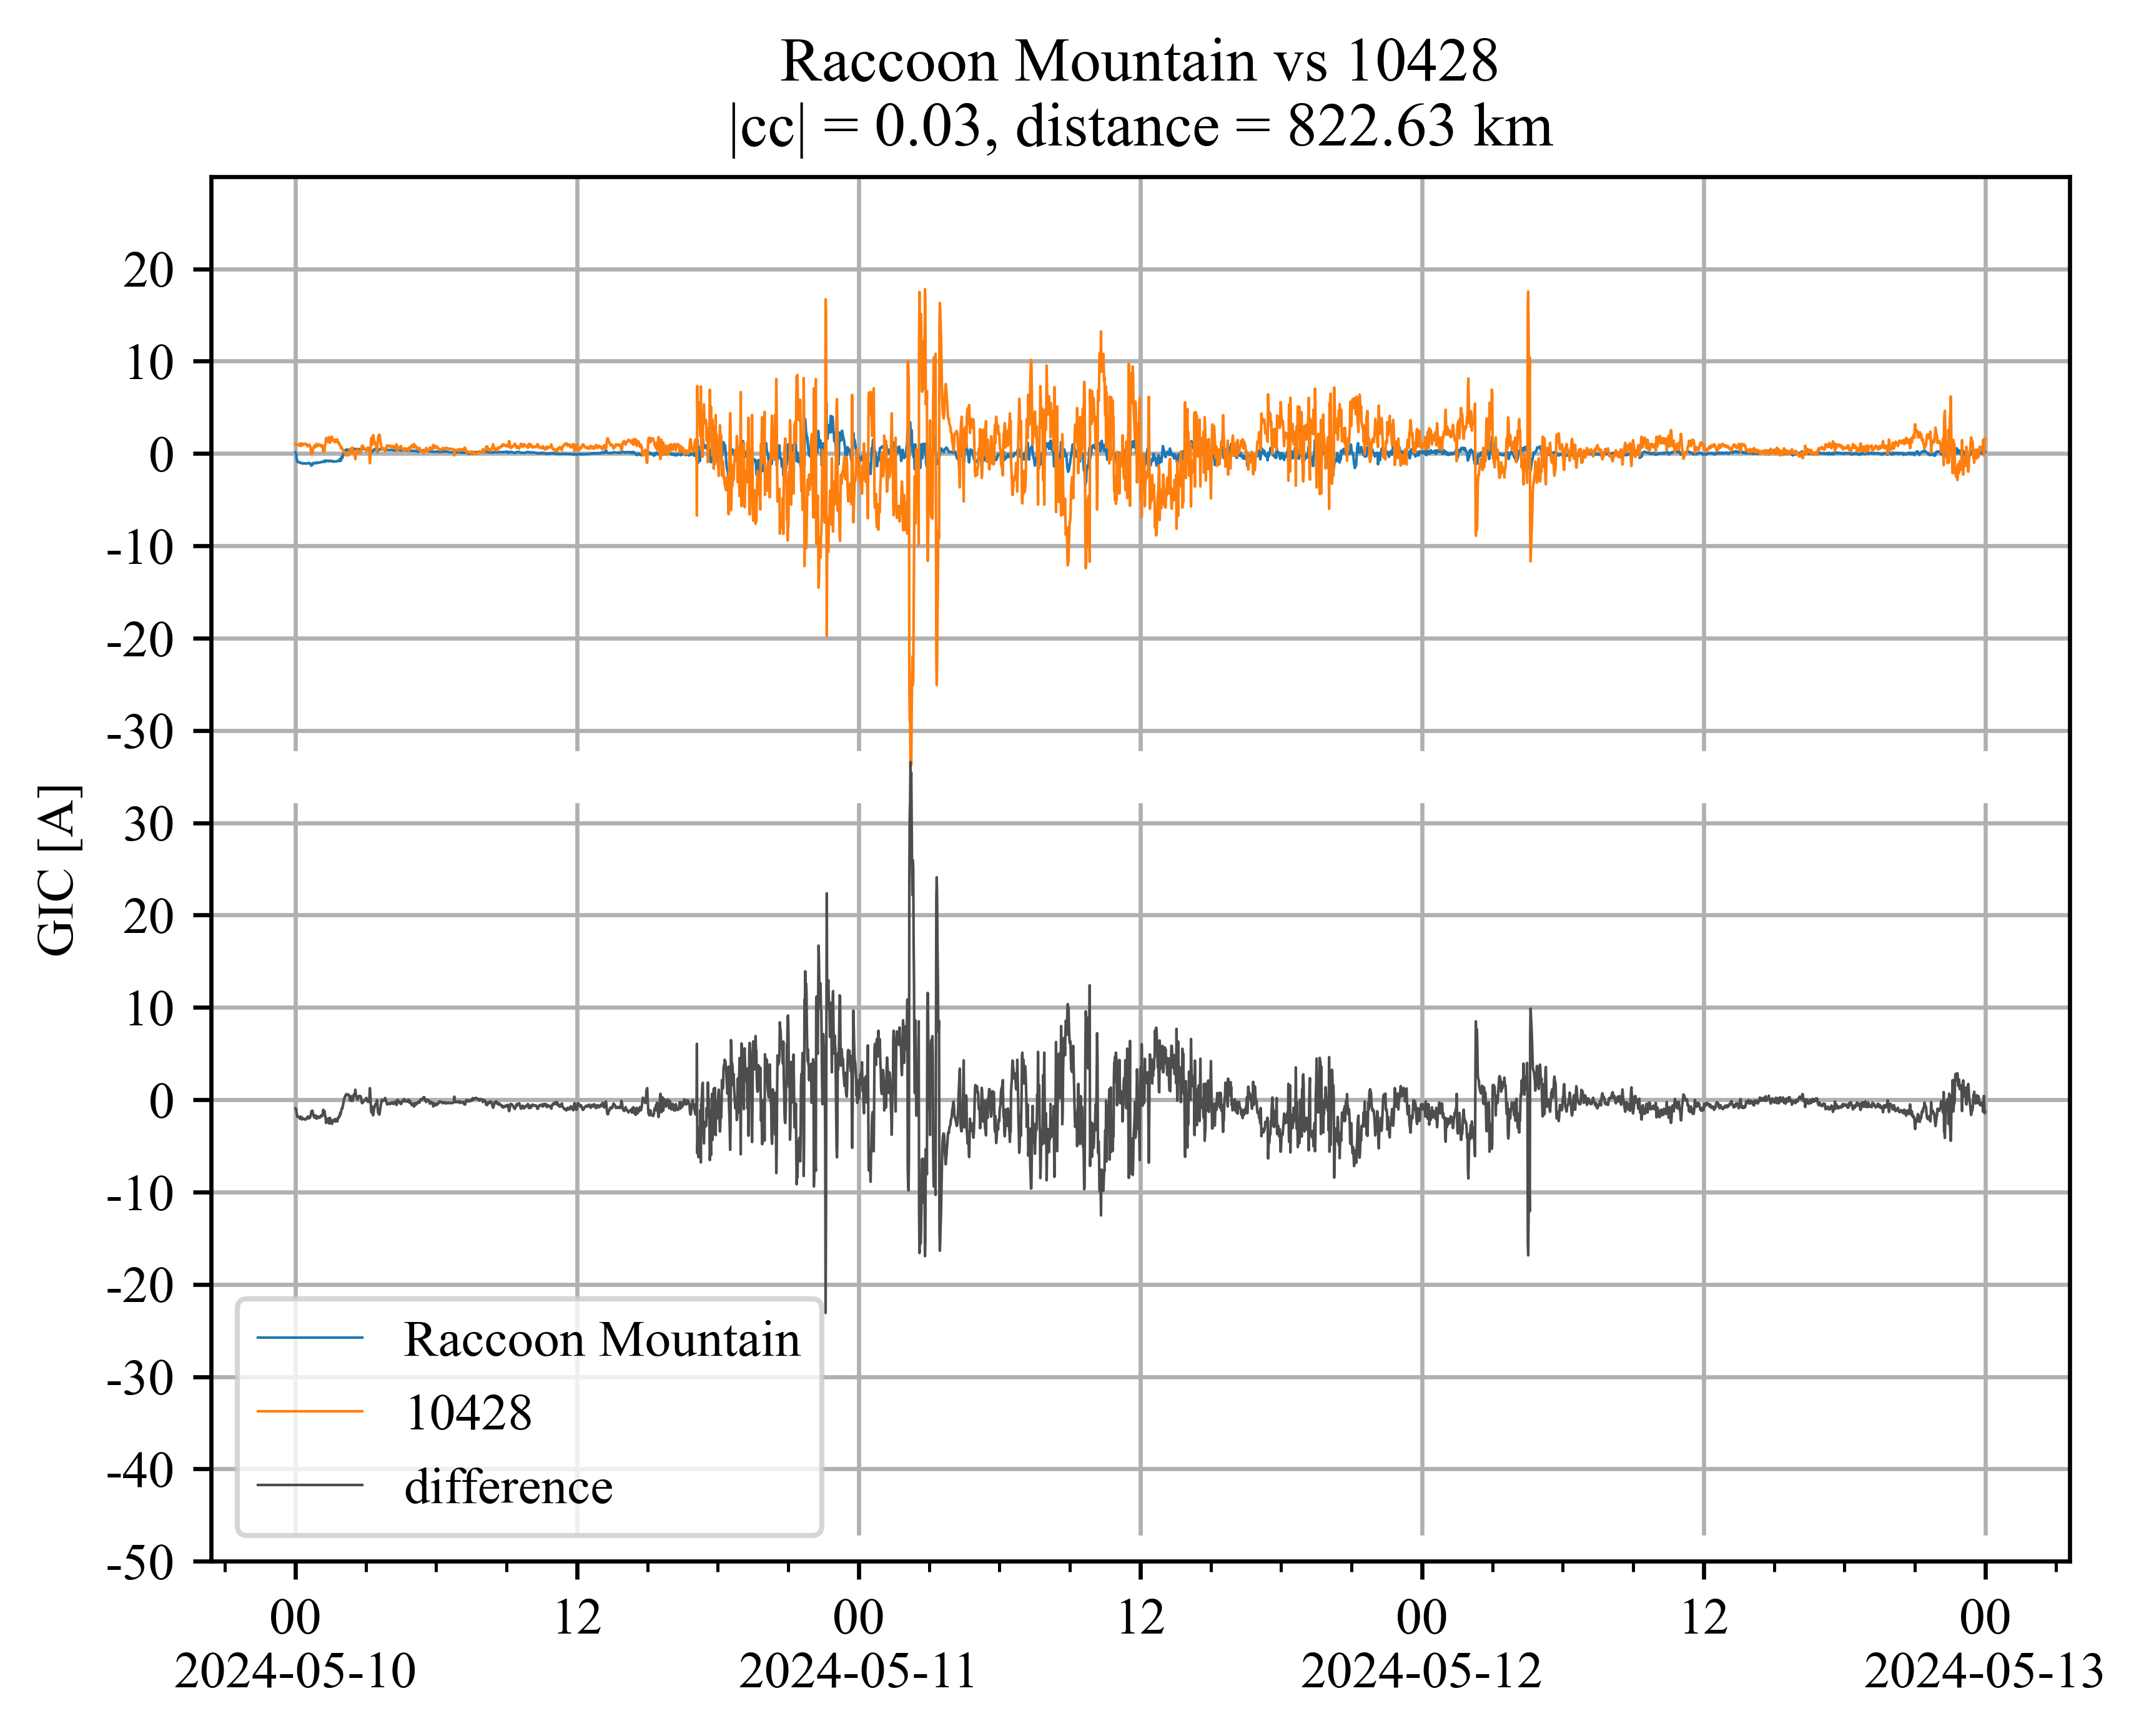 Raccoon Mountain vs 10428
|cc| = 0.03, distance = 822.63 km
GIC [A]
20
10
0
-10
-20
-30
30
20
10
0
-10
-20
-30
-40
-50
Raccoon Mountain
10428
difference
00 12 00 12 00 12 00
2024-05-10 2024-05-11 2024-05-12 2024-05-13